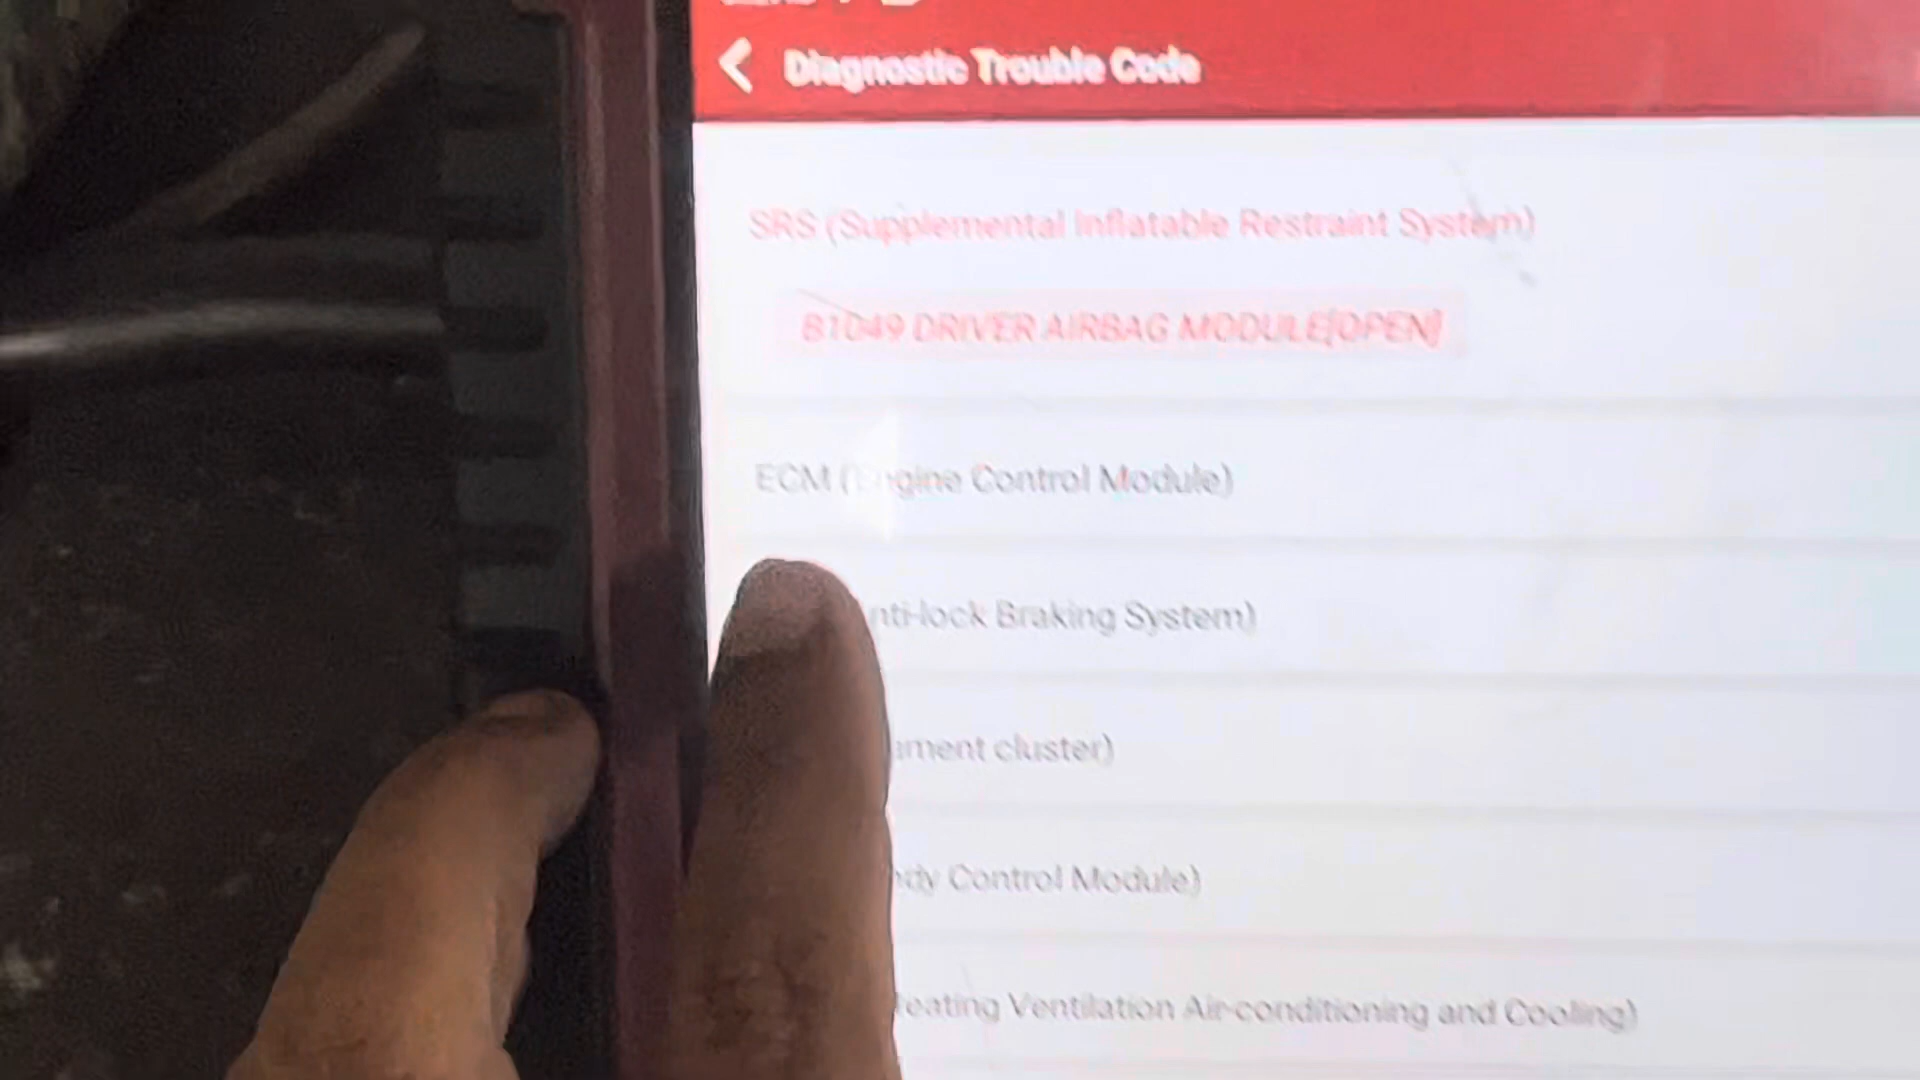 Diagnostic Trouble Code
SRS (Supplemental Inflatable Restraint System)
B1049 DRIVER AIRBAG MODULE[OPEN]
ECM (Engine Control Module)
nti-lock Braking System)
ument cluster)
dy Control Module)
eating Ventilation Air-conditioning and Cooling)